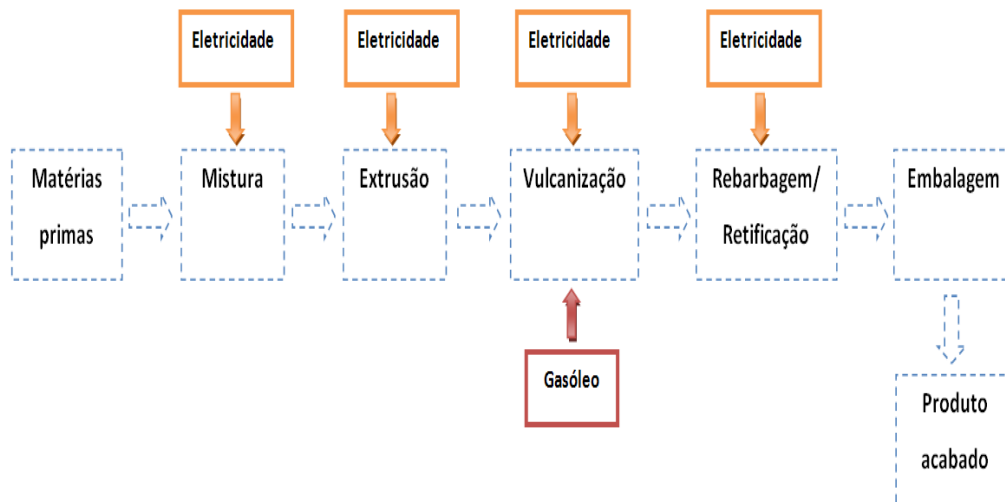 Eletricidade
Eletricidade
Eletricidade
Eletricidade
Matérias
primas
Mistura
Extrusão
Vulcanização
Rebarbagem/
Retificação
Embalagem
Gasóleo
Produto
acabado